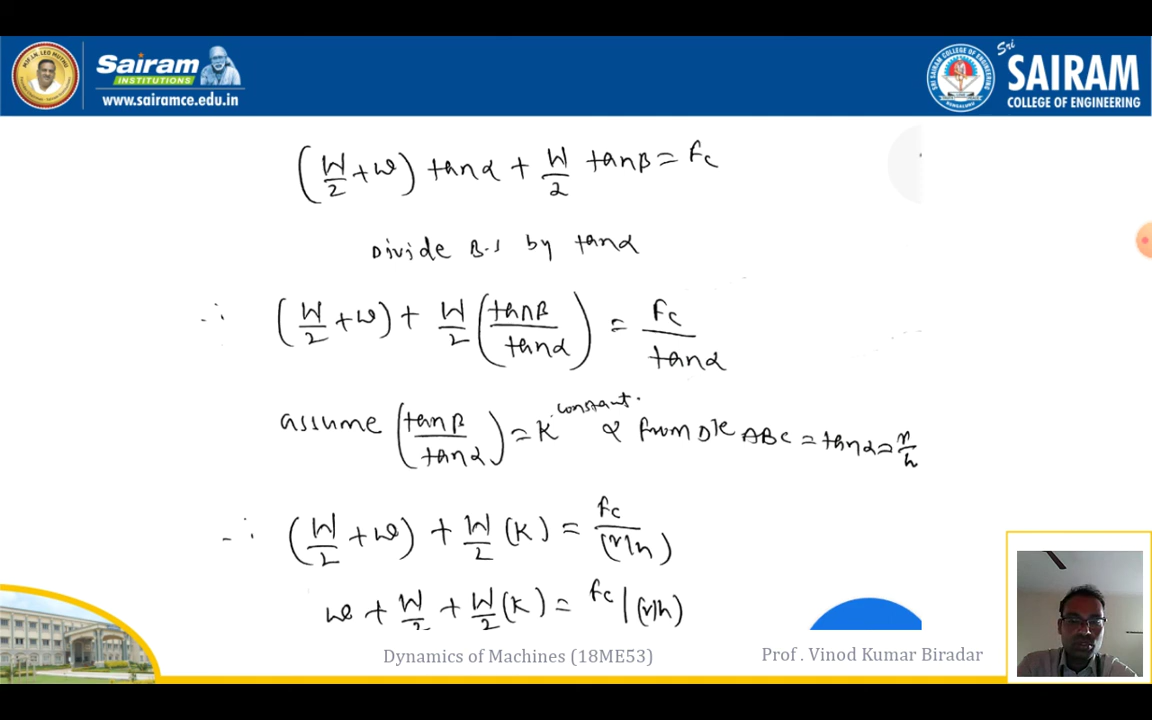 Sairam
INSTITUTIONS
www.sairamce.edu.in
Sri
SAIRAM
COLLEGE OF ENGINEERING
(W/2 + w) tanα + W/2 tanβ = Fc
Divide B.S by tanα
∴ (W/2 + w) + W/2 (tanβ/tanα) = Fc/tanα
assume (tanβ/tanα) = K constant. & from Dle ABC = tanα = r/h
∴ (W/2 + w) + W/2 (K) = Fc/(r/h)
w + W/2 + W/2 (K) = Fc/(r/h)
Dynamics of Machines (18ME53)
Prof . Vinod Kumar Biradar